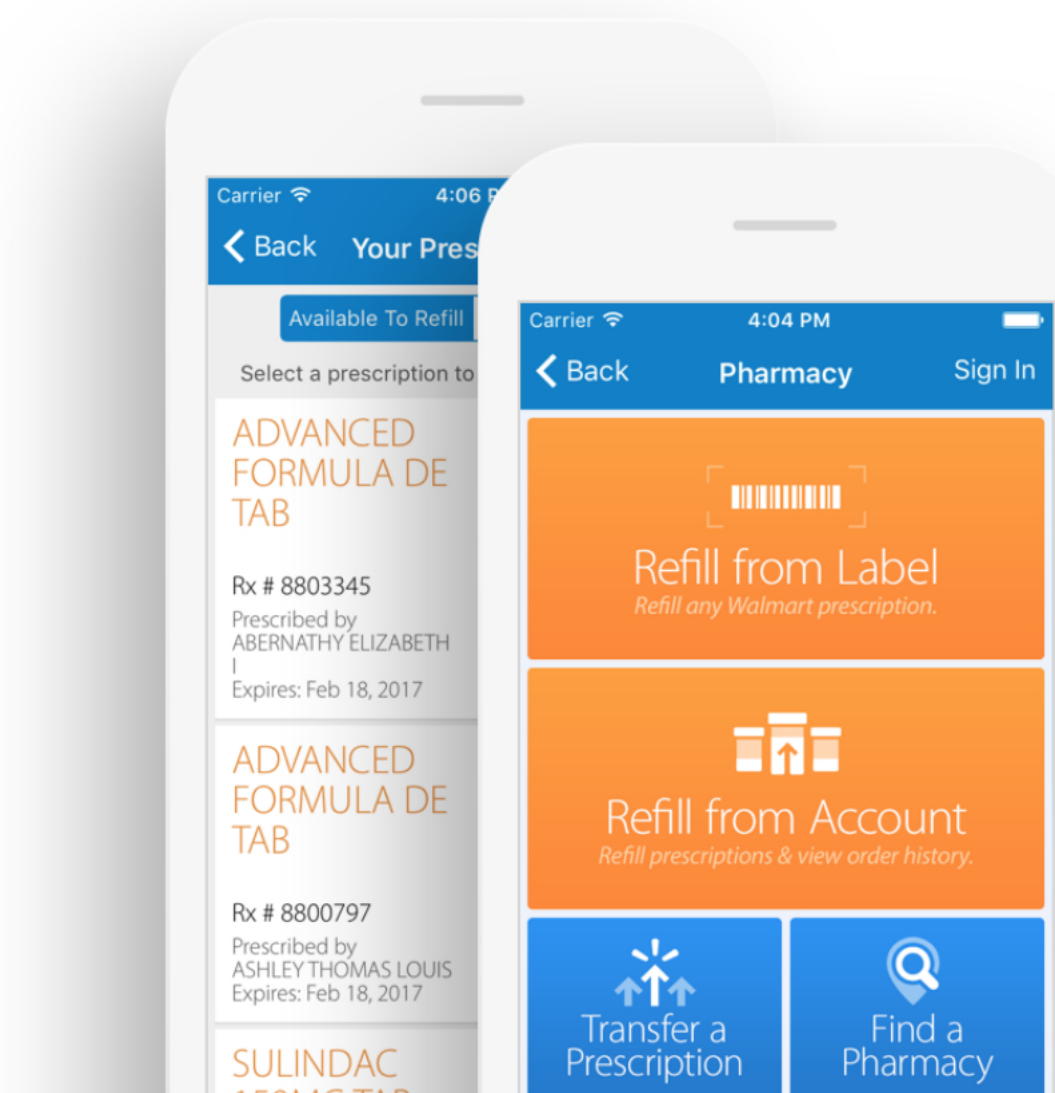 Carrier
4:06
Back
Your Pres
Available To Refill
Select a prescription to
ADVANCED
FORMULA DE
TAB
Rx # 8803345
Prescribed by
ABERNATHY ELIZABETH
I
Expires: Feb 18, 2017
ADVANCED
FORMULA DE
TAB
Rx # 8800797
Prescribed by
ASHLEY THOMAS LOUIS
Expires: Feb 18, 2017
SULINDAC
150MG TAB
Carrier
4:04 PM
Back
Pharmacy
Sign In
Refill from Label
Refill any Walmart prescription.
Refill from Account
Refill prescriptions & view order history.
Transfer a
Prescription
Find a
Pharmacy